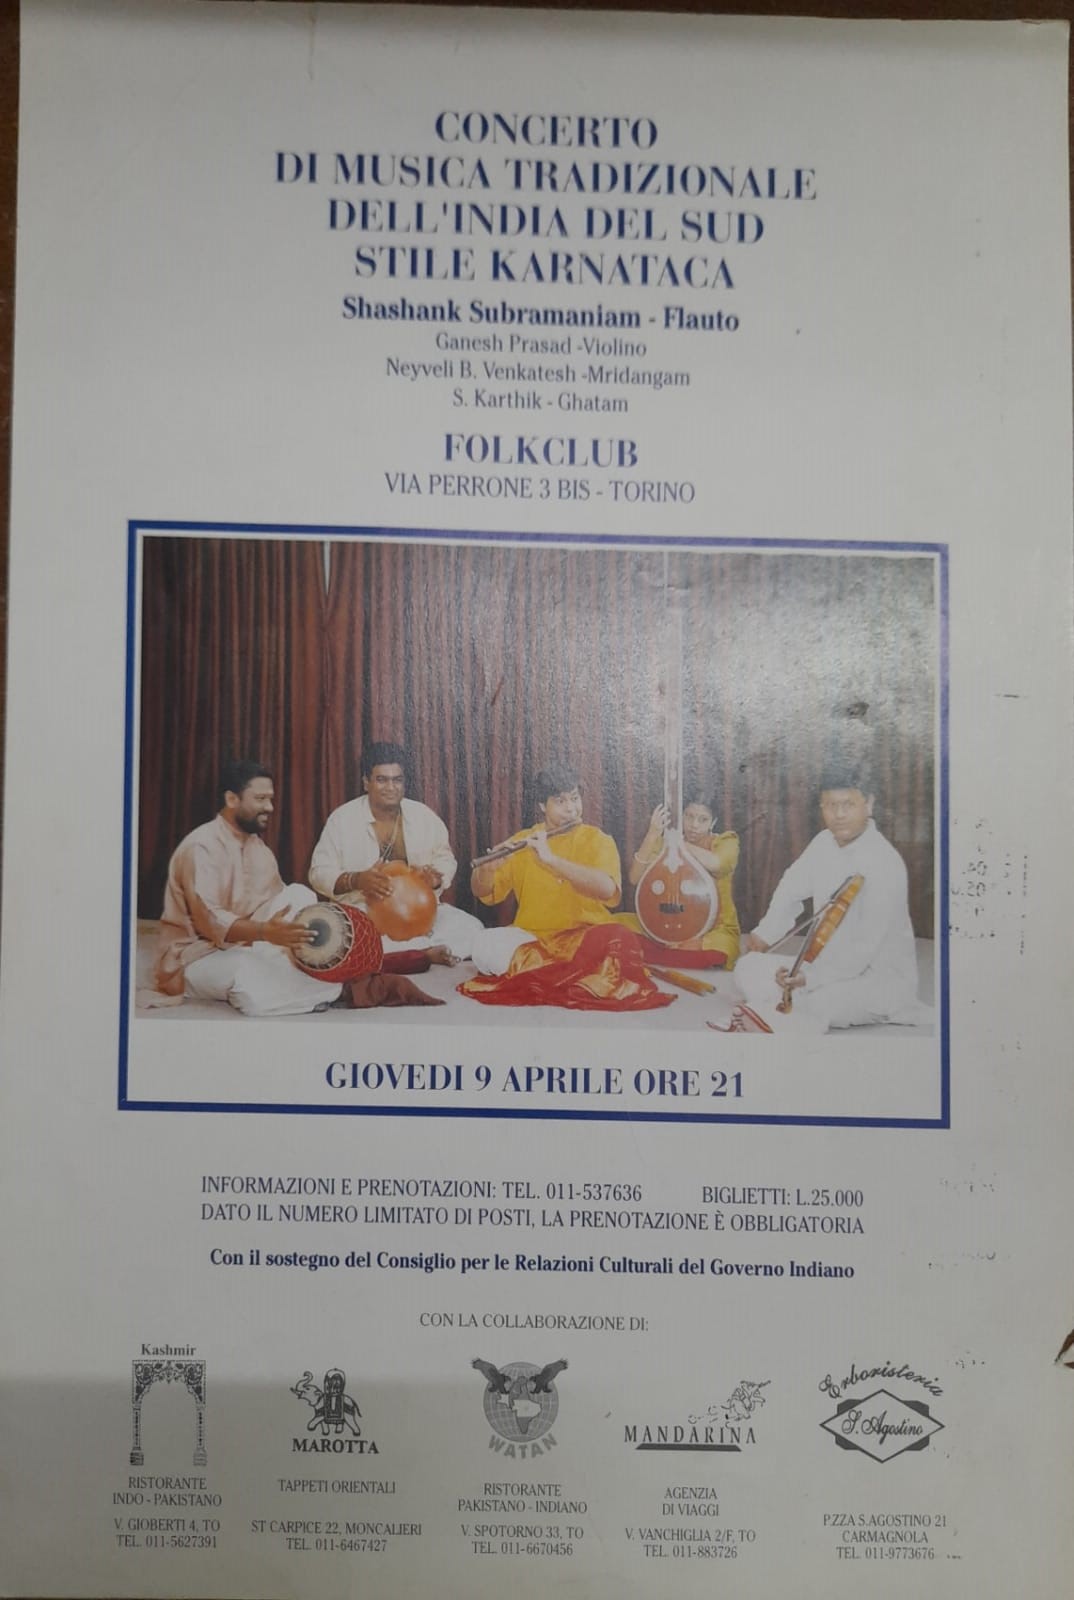 CONCERTO
DI MUSICA TRADIZIONALE
DELL'INDIA DEL SUD
STILE KARNATACA
Shashank Subramaniam - Flauto
Ganesh Prasad -Violino
Neyveli B. Venkatesh -Mridangam
S. Karthik - Ghatam
FOLKCLUB
VIA PERRONE 3 BIS - TORINO
GIOVEDI 9 APRILE ORE 21
INFORMAZIONI E PRENOTAZIONI: TEL. 011-537636 BIGLIETTI: L.25.000
DATO IL NUMERO LIMITATO DI POSTI, LA PRENOTAZIONE È OBBLIGATORIA
Con il sostegno del Consiglio per le Relazioni Culturali del Governo Indiano
CON LA COLLABORAZIONE DI:
Kashmir
RISTORANTE
INDO - PAKISTANO
V. GIOBERTI 4, TO
TEL. 011-5627391
MAROTTA
TAPPETI ORIENTALI
ST CARPICE 22, MONCALIERI
TEL. 011-6467427
WATAN
RISTORANTE
PAKISTANO - INDIANO
V. SPOTORNO 33, TO
TEL. 011-6670456
MANDARINA
AGENZIA
DI VIAGGI
V. VANCHIGLIA 2/F, TO
TEL. 011-883726
Erboristeria
S. Agostino
P.ZZA S.AGOSTINO 21
CARMAGNOLA
TEL. 011-9773676